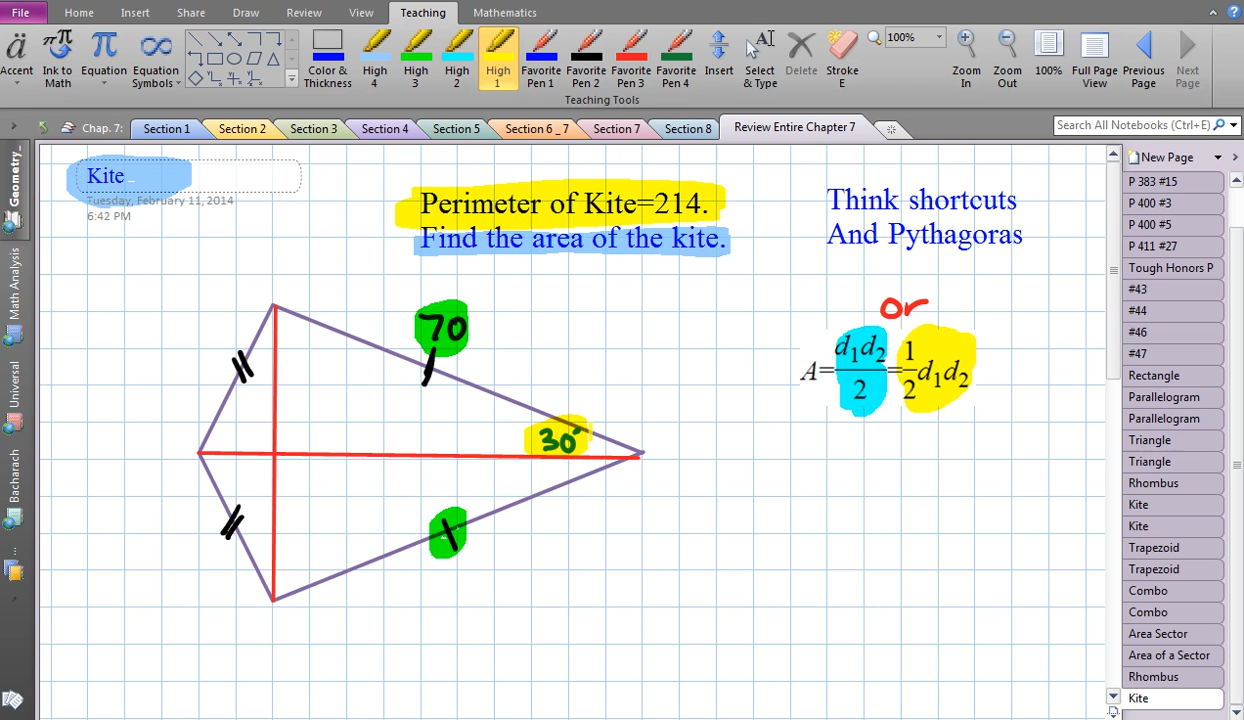 File Home Insert Share Draw Review View Teaching Mathematics
Accent
Ink to Math
Equation
Equation Symbols
Color & Thickness
High 4
High 3
High 2
High 1
Favorite Pen 1
Favorite Pen 2
Favorite Pen 3
Favorite Pen 4
Insert
Select & Type
Delete
Stroke E
100%
Zoom In
Zoom Out
100%
Full Page View
Previous Page
Next Page
Teaching Tools
Chap. 7: Section 1 Section 2 Section 3 Section 4 Section 5 Section 6 _ 7 Section 7 Section 8 Review Entire Chapter 7
Search All Notebooks (Ctrl+E)
Geometry_
Math Analysis
Universal
Bacharach
Kite
Tuesday, February 11, 2014
6:42 PM
Perimeter of Kite=214.
Find the area of the kite.
Think shortcuts
And Pythagoras
70
30°
or
A=d₁d₂/2=1/2d₁d₂
New Page
P 383 #15
P 400 #3
P 400 #5
P 411 #27
Tough Honors P
#43
#44
#46
#47
Rectangle
Parallelogram
Parallelogram
Triangle
Triangle
Rhombus
Kite
Kite
Trapezoid
Trapezoid
Combo
Combo
Area Sector
Area of a Sector
Rhombus
Kite